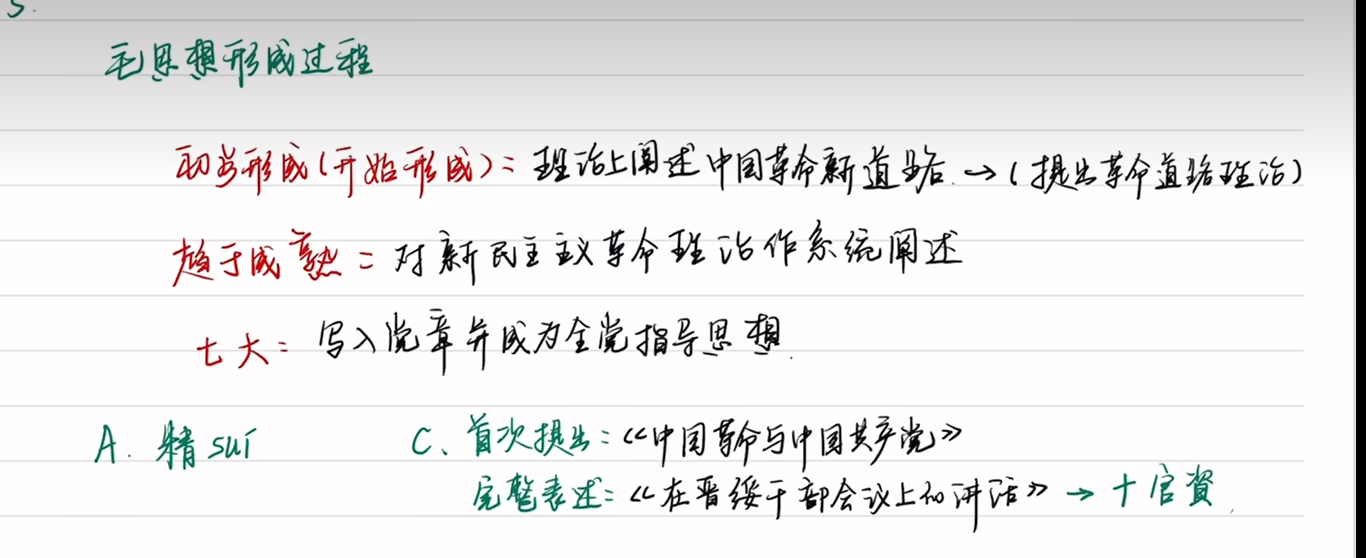 5.
毛思想形成过程
初步形成(开始形成): 理论上阐述中国革命新道路.→(提出革命道路理论)
趋于成熟: 对新民主主义革命理论作系统阐述
七大: 写入党章并成为全党指导思想.
A. 精suǐ C、首次提出:《中国革命与中国共产党》
完整表述:《在晋绥干部会议上的讲话》→ 十官資.